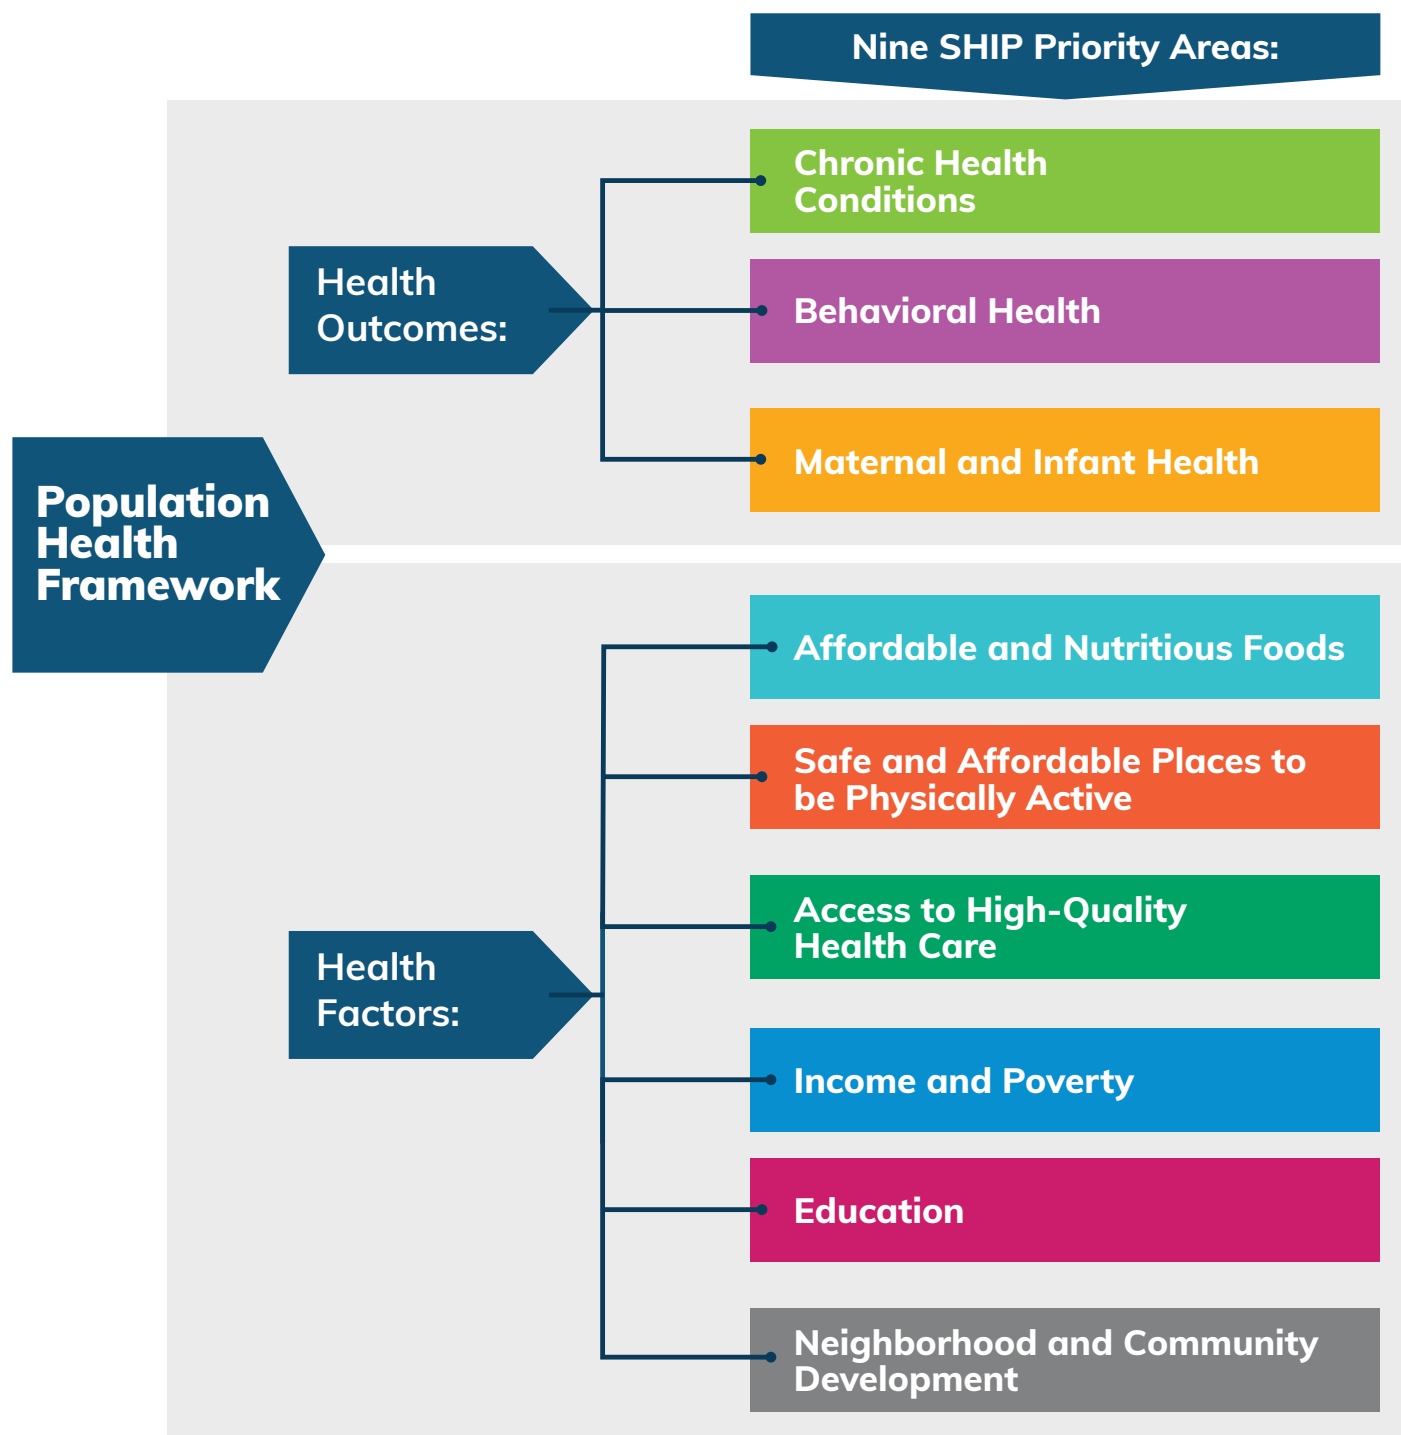 Nine SHIP Priority Areas:
Population
Health
Framework
Health
Outcomes:
Chronic Health
Conditions
Behavioral Health
Maternal and Infant Health
Health
Factors:
Affordable and Nutritious Foods
Safe and Affordable Places to
be Physically Active
Access to High-Quality
Health Care
Income and Poverty
Education
Neighborhood and Community
Development